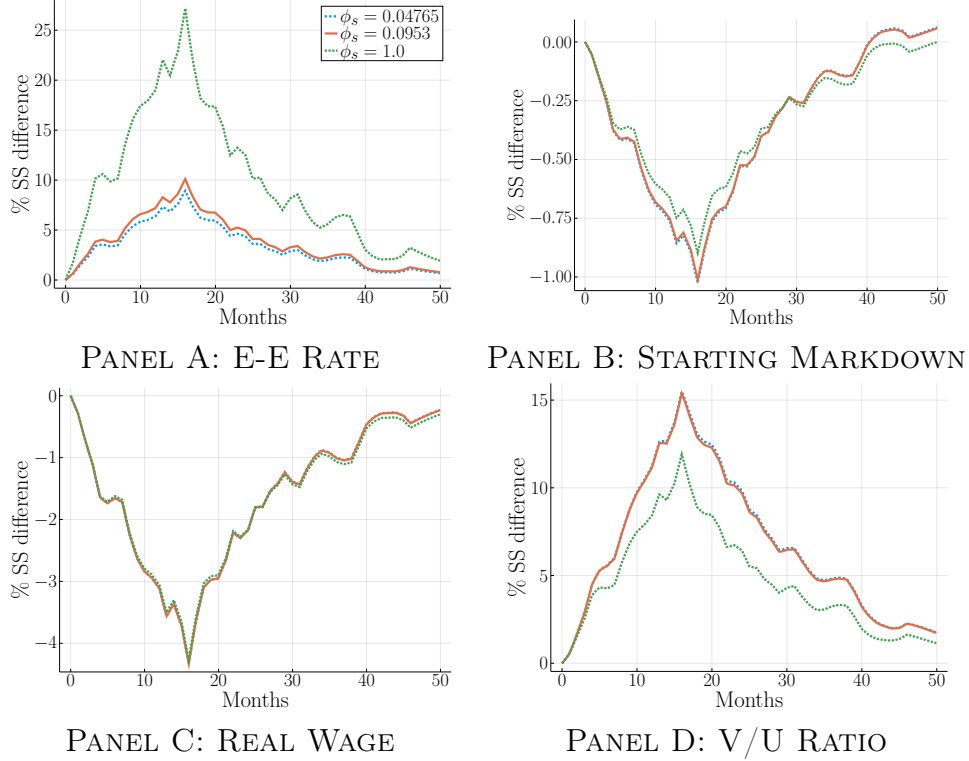 % SS difference
25
20
15
10
5
0
ϕ_s = 0.04765
ϕ_s = 0.0953
ϕ_s = 1.0
0 10 20 30 40 50
Months
PANEL A: E-E RATE
% SS difference
0.00
−0.25
−0.50
−0.75
−1.00
0 10 20 30 40 50
Months
PANEL B: STARTING MARKDOWN
% SS difference
0
−1
−2
−3
−4
0 10 20 30 40 50
Months
PANEL C: REAL WAGE
% SS difference
15
10
5
0
0 10 20 30 40 50
Months
PANEL D: V/U RATIO